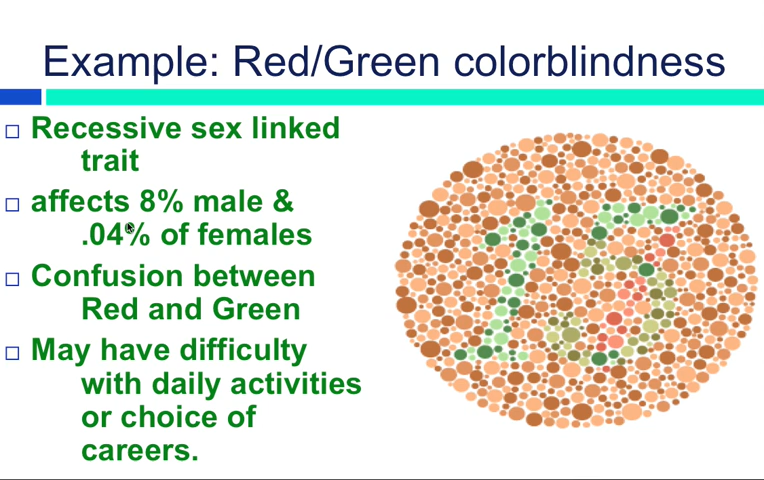 Example: Red/Green colorblindness
Recessive sex linked
trait
affects 8% male &
.04% of females
Confusion between
Red and Green
May have difficulty
with daily activities
or choice of
careers.